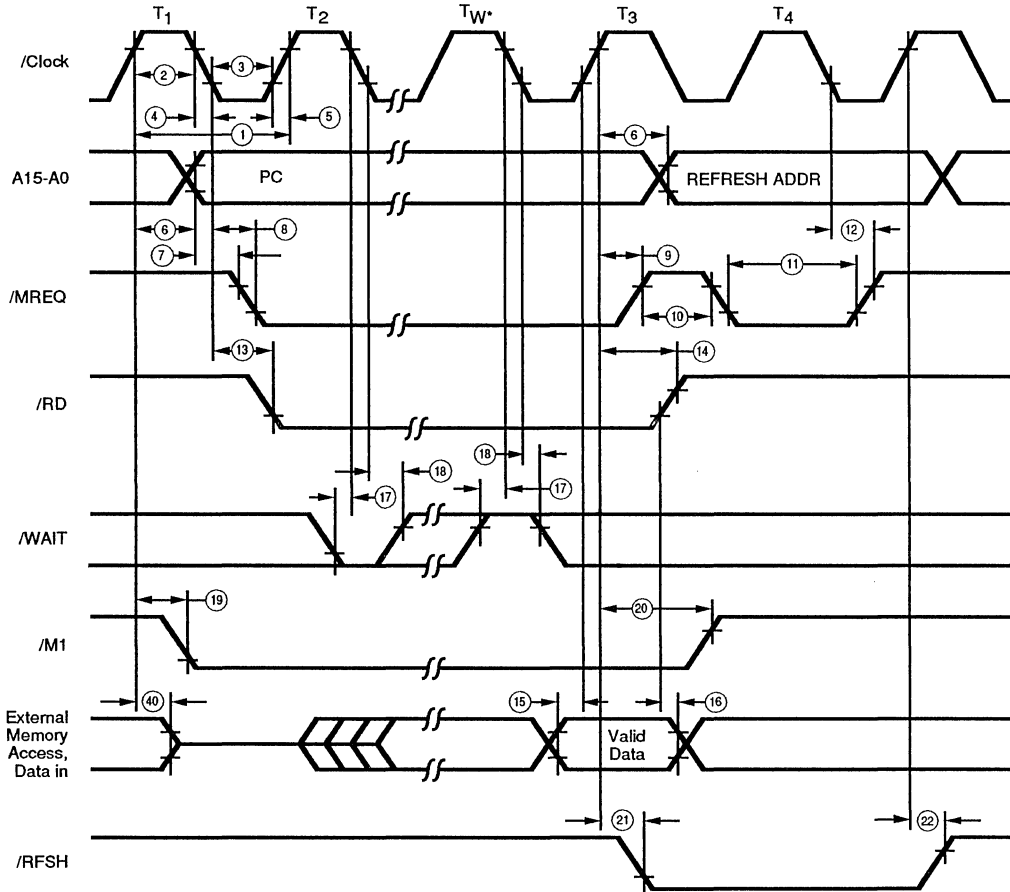 T1 T2 TW* T3 T4
/Clock
2 3
4 1 5 6
A15-A0 PC REFRESH ADDR
6 8 12
7 9 11
/MREQ
10
13 14
/RD
18 18
17 17
/WAIT
19 20
/M1
40 15 16
External
Memory
Access,
Data in
Valid
Data
21 22
/RFSH